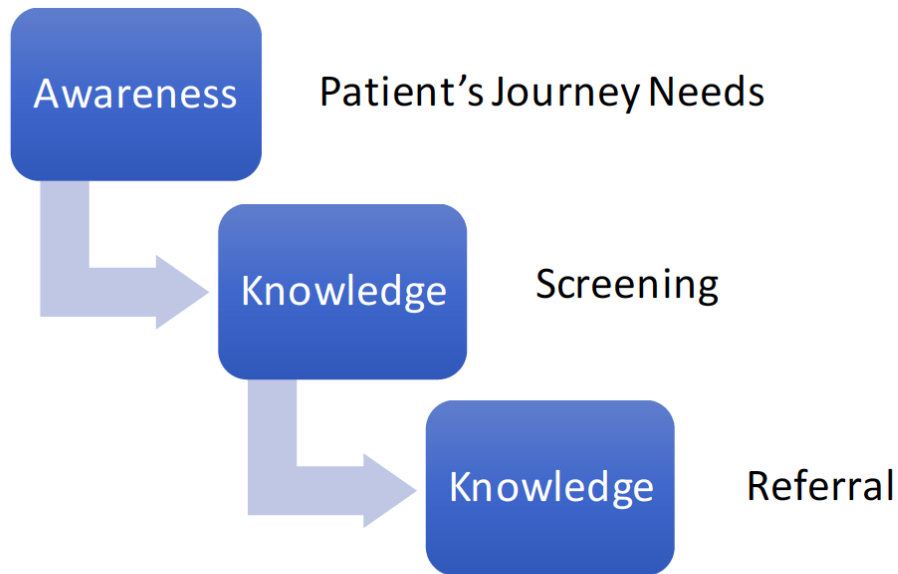 Awareness
Patient's Journey Needs
Knowledge
Screening
Knowledge
Referral